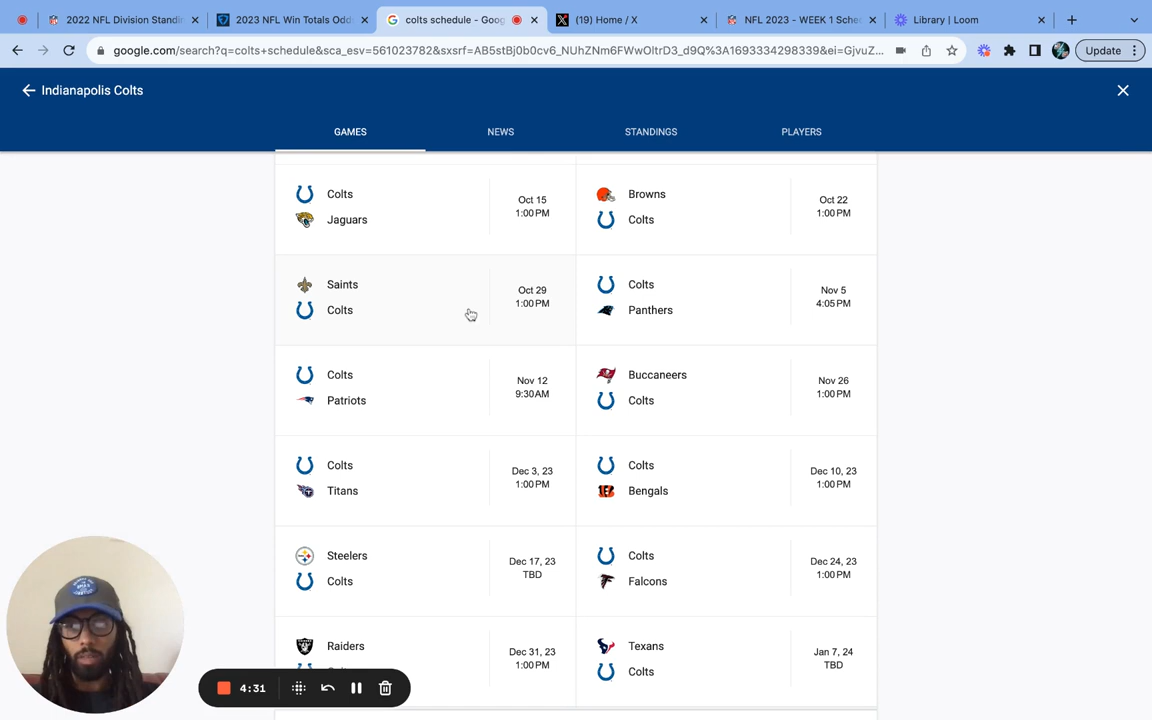 2022 NFL Division Standi
2023 NFL Win Totals Odd
colts schedule - Goog
(19) Home / X
NFL 2023 - WEEK 1 Sche
Library | Loom
google.com/search?q=colts+schedule&sca_esv=561023782&sxsrf=AB5stBj0b0cv6_NUhZNm6FWwOltrD3_d9Q%3A1693334298339&ei=GjvuZ...
Update
Indianapolis Colts
GAMES
NEWS
STANDINGS
PLAYERS
Colts
Jaguars
Oct 15
1:00 PM
Browns
Colts
Oct 22
1:00 PM
Saints
Colts
Oct 29
1:00 PM
Colts
Panthers
Nov 5
4:05 PM
Colts
Patriots
Nov 12
9:30 AM
Buccaneers
Colts
Nov 26
1:00 PM
Colts
Titans
Dec 3, 23
1:00 PM
Colts
Bengals
Dec 10, 23
1:00 PM
Steelers
Colts
Dec 17, 23
TBD
Colts
Falcons
Dec 24, 23
1:00 PM
Raiders
Dec 31, 23
1:00 PM
Texans
Colts
Jan 7, 24
TBD
4:31